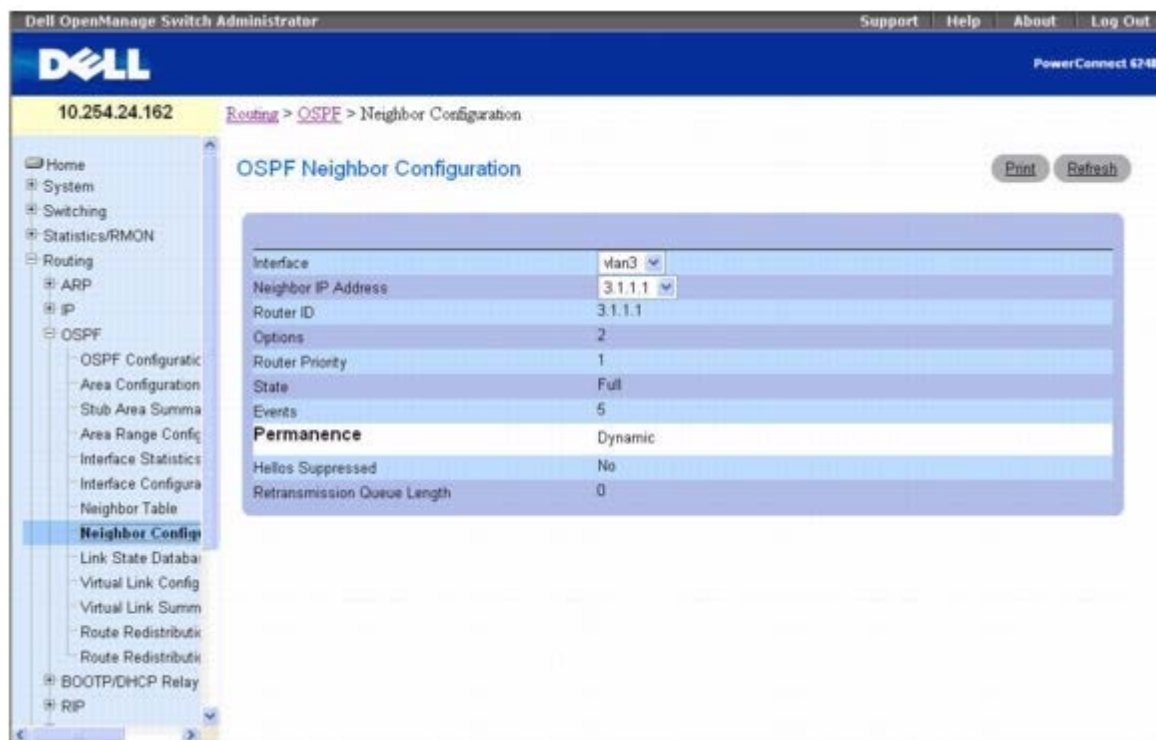 Dell OpenManage Switch Administrator Support Help About Log Out
DELL
PowerConnect 6248
10.254.24.162
Routing > OSPF > Neighbor Configuration
Home
System
Switching
Statistics/RMON
Routing
ARP
IP
OSPF
OSPF Configuratio
Area Configuration
Stub Area Summa
Area Range Config
Interface Statistics
Interface Configura
Neighbor Table
Neighbor Configu
Link State Databa
Virtual Link Config
Virtual Link Summ
Route Redistributio
Route Redistributio
BOOTP/DHCP Relay
RIP
OSPF Neighbor Configuration
Print Refresh
Interface vlan3
Neighbor IP Address 3.1.1.1
Router ID 3.1.1.1
Options 2
Router Priority 1
State Full
Events 5
Permanence Dynamic
Hellos Suppressed No
Retransmission Queue Length 0